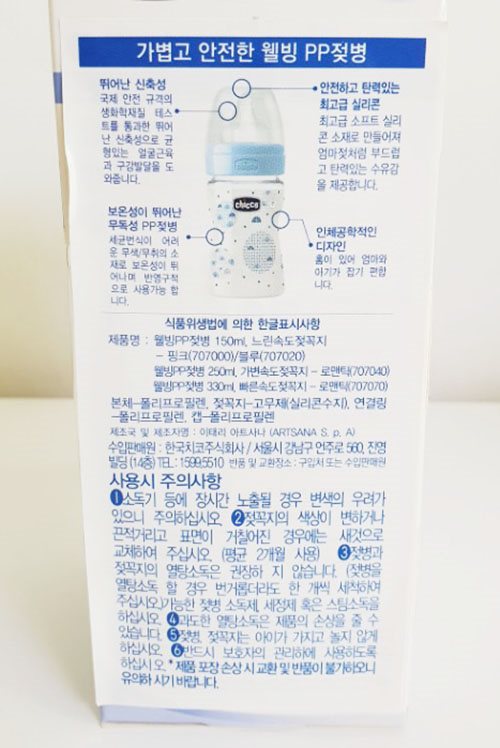 가볍고 안전한 웰빙 PP젖병
뛰어난 신축성
국제 안전 규격의
생화학재질 테스
트를 통과한 뛰어
난 신축성으로 균
형있는 얼굴근육
과 구강발달을 도
와줍니다.
안전하고 탄력있는
최고급 실리콘
최고급 소프트 실리
콘 소재로 만들어져
엄마젖처럼 부드럽
고 탄력있는 수유감
을 제공합니다.
chicco
보온성이 뛰어난
무독성 PP젖병
세균번식이 어려
운 무색/무취의 소
재로 보온성이 뛰
어나며 반영구적
으로 사용가능 합
니다.
인체공학적인
디자인
홈이 있어 엄마와
아기가 잡기 편합
니다.
식품위생법에 의한 한글표시사항
제품명 : 웰빙PP젖병 150ml, 느린속도젖꼭지
- 핑크(707000)/블루(707020)
웰빙PP젖병 250ml, 가변속도젖꼭지 - 로맨틱(707040)
웰빙PP젖병 330ml, 빠른속도젖꼭지 - 로맨틱(707070)
본체-폴리프로필렌, 젖꼭지-고무제(실리콘수지), 연결링
-폴리프로필렌, 캡-폴리프로필렌
제조국 및 제조자명 : 이태리 아트사나 (ARTSANA S. p. A)
수입판매원 : 한국치코주식회사 / 서울시 강남구 언주로 560, 진명
빌딩 (14층) TEL : 1599.5510 반품 및 교환장소 : 구입처 또는 수입판매원
사용시 주의사항
❶소독기 등에 장시간 노출될 경우 변색의 우려가
있으니 주의하십시오. ❷젖꼭지의 색상이 변하거나
끈적거리고 표면이 거칠어진 경우에는 새것으로
교체하여 주십시오. (평균 2개월 사용) ❸젖병과
젖꼭지의 열탕소독은 권장하 지 않습니다. (젖병을
열탕소독 할 경우 번거롭더라도 한 개씩 세척하여
주십시오.)가능한 젖병 소독제, 세정제 혹은 스팀소독을
하십시오. ❹과도한 열탕소독은 제품의 손상을 줄 수
있습니다. ❺젖병, 젖꼭지는 아이가 가지고 놀지 않게
하십시오. ❻반드시 보호자의 관리하에 사용하도록
하십시 오. * 제품 포장 손상 시 교환 및 반품이 불가하오니
유의하 시기 바랍니다.